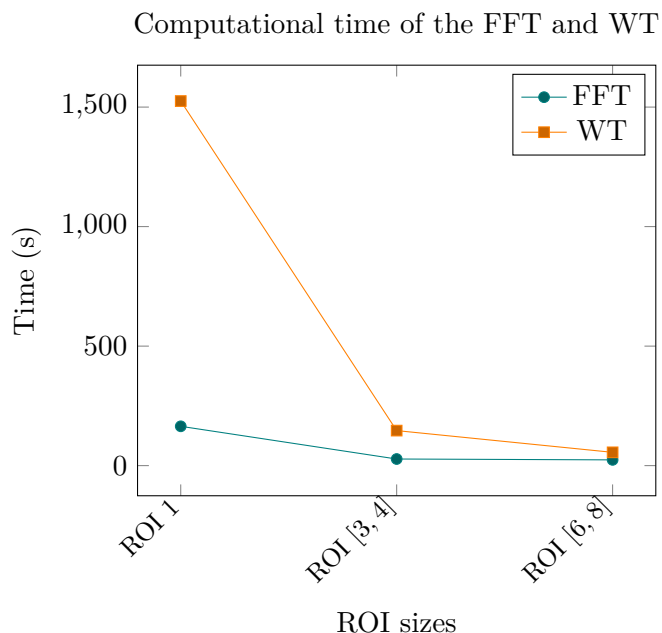 Computational time of the FFT and WT
FFT
WT
1,500
1,000
500
0
Time (s)
ROI 1
ROI [3, 4]
ROI [6, 8]
ROI sizes